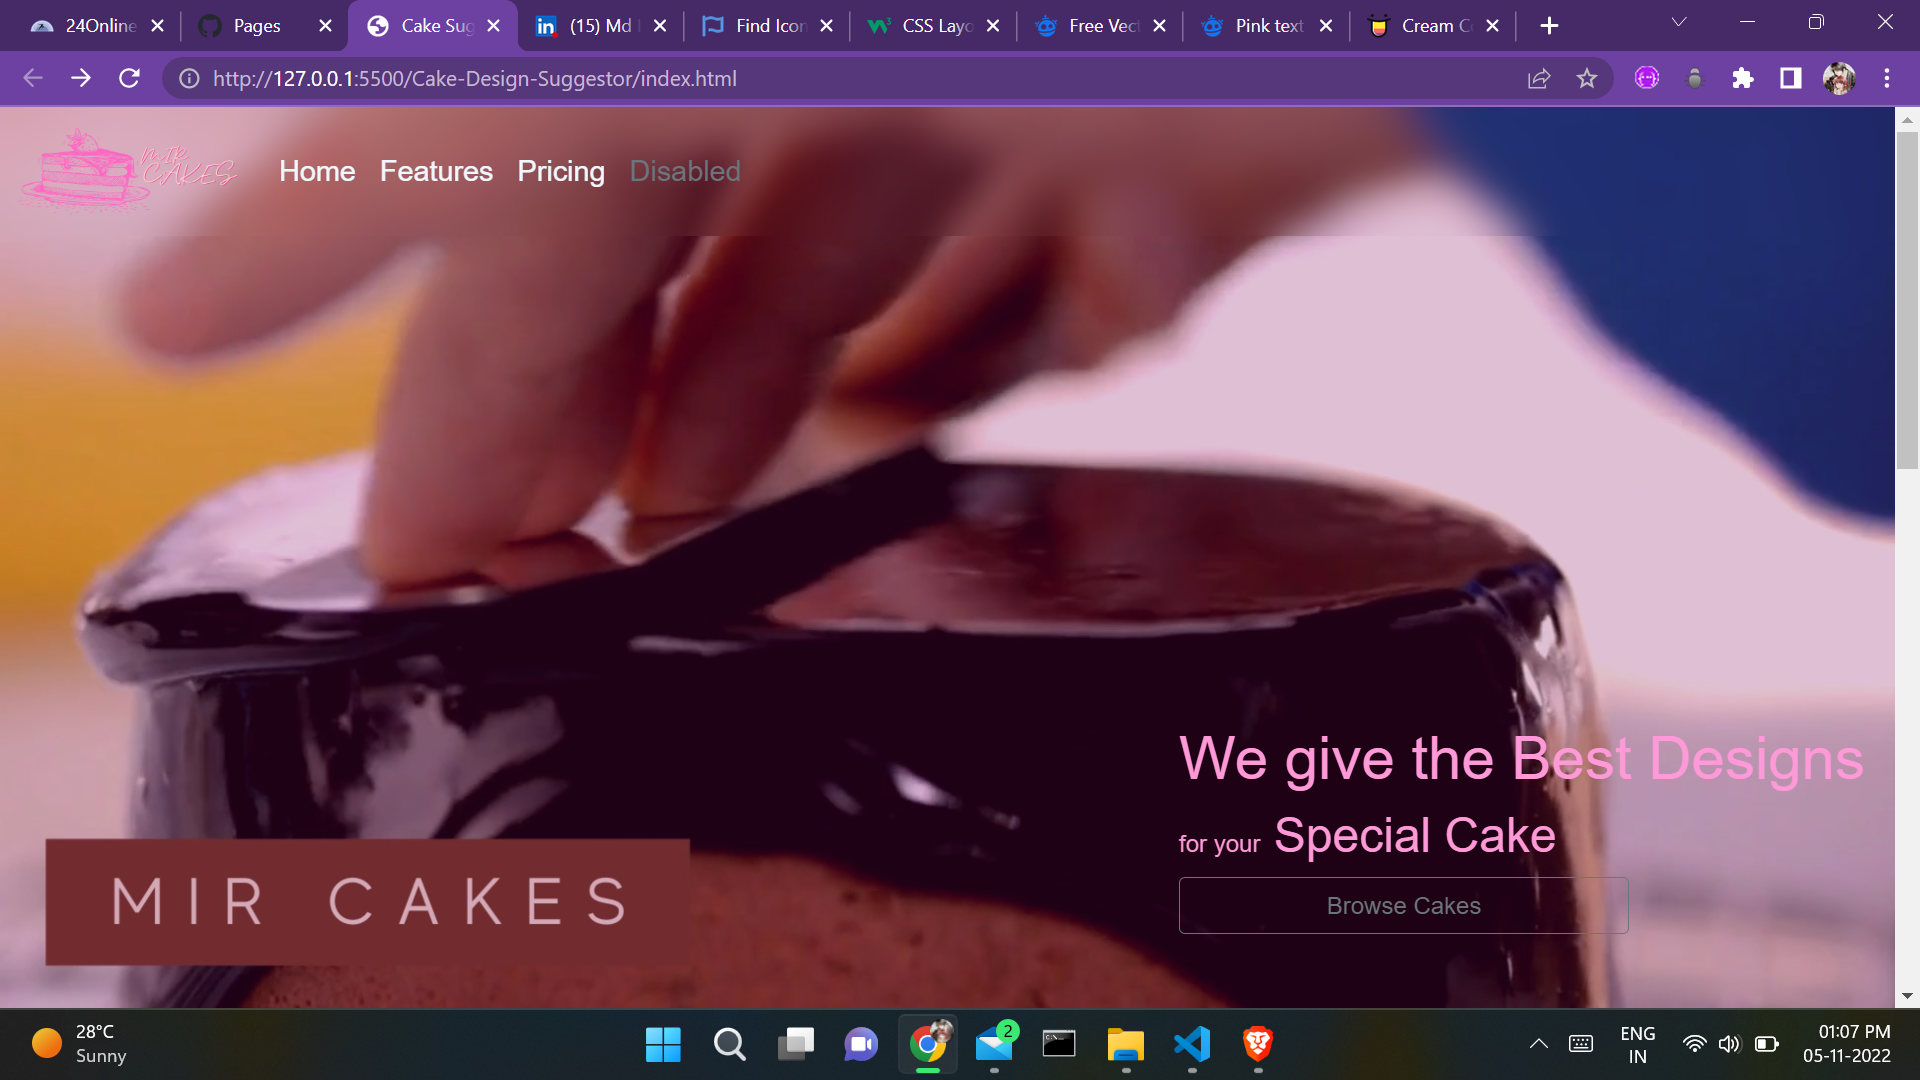 24Online
Pages
Cake Sug
(15) Md
Find Icon
CSS Layo
Free Vect
Pink text
Cream C
http://127.0.0.1:5500/Cake-Design-Suggestor/index.html
MIR CAKES
Home Features Pricing Disabled
We give the Best Designs
for your Special Cake
Browse Cakes
MIR CAKES
28°C
Sunny
2
ENG
IN
01:07 PM
05-11-2022